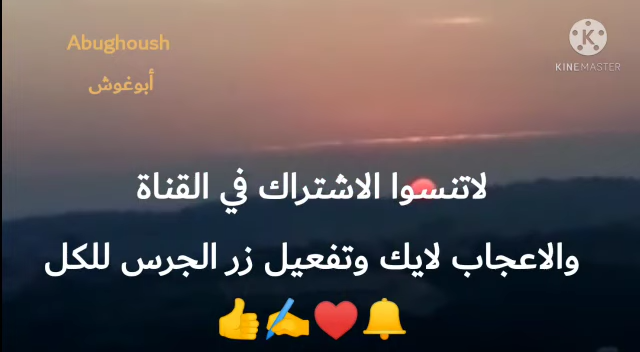 Abughoush
أبوغوش
KINEMASTER
لاتنسوا الاشتراك في القناة
والاعجاب لايك وتفعيل زر الجرس للكل
👍✍️❤️🔔